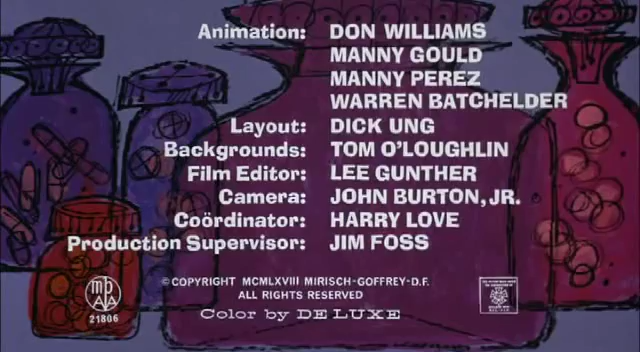 Animation: DON WILLIAMS
MANNY GOULD
MANNY PEREZ
WARREN BATCHELDER
Layout: DICK UNG
Backgrounds: TOM O'LOUGHLIN
Film Editor: LEE GUNTHER
Camera: JOHN BURTON, JR.
Coördinator: HARRY LOVE
Production Supervisor: JIM FOSS
© COPYRIGHT MCMLXVIII MIRISCH-GOFFREY-D.F.
ALL RIGHTS RESERVED
21806
Color by DE LUXE